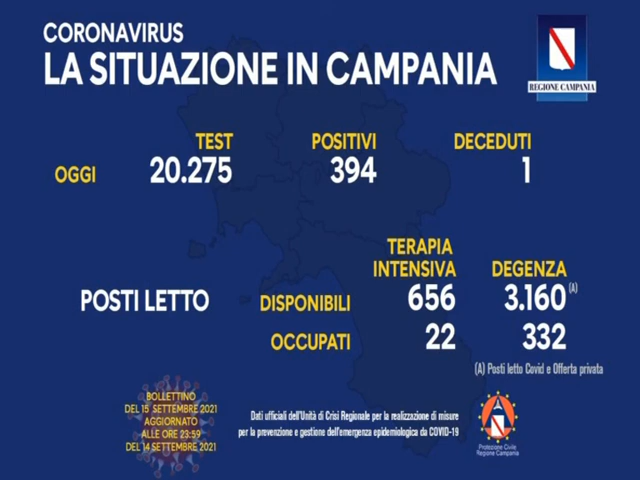 CORONAVIRUS
LA SITUAZIONE IN CAMPANIA
REGIONE CAMPANIA
TEST POSITIVI DECEDUTI
OGGI 20.275 394 1
TERAPIA
INTENSIVA DEGENZA
POSTI LETTO
DISPONIBILI 656 3.160 (A)
OCCUPATI 22 332
(A) Posti letto Covid e Offerta privata
BOLLETTINO
DEL 15 SETTEMBRE 2021
AGGIORNATO
ALLE ORE 23:59
DEL 14 SETTEMBRE 2021
Dati ufficiali dell'Unità di Crisi Regionale per la realizzazione di misure
per la prevenzione e gestione dell'emergenza epidemiologica da COVID-19
Protezione Civile
Regione Campania